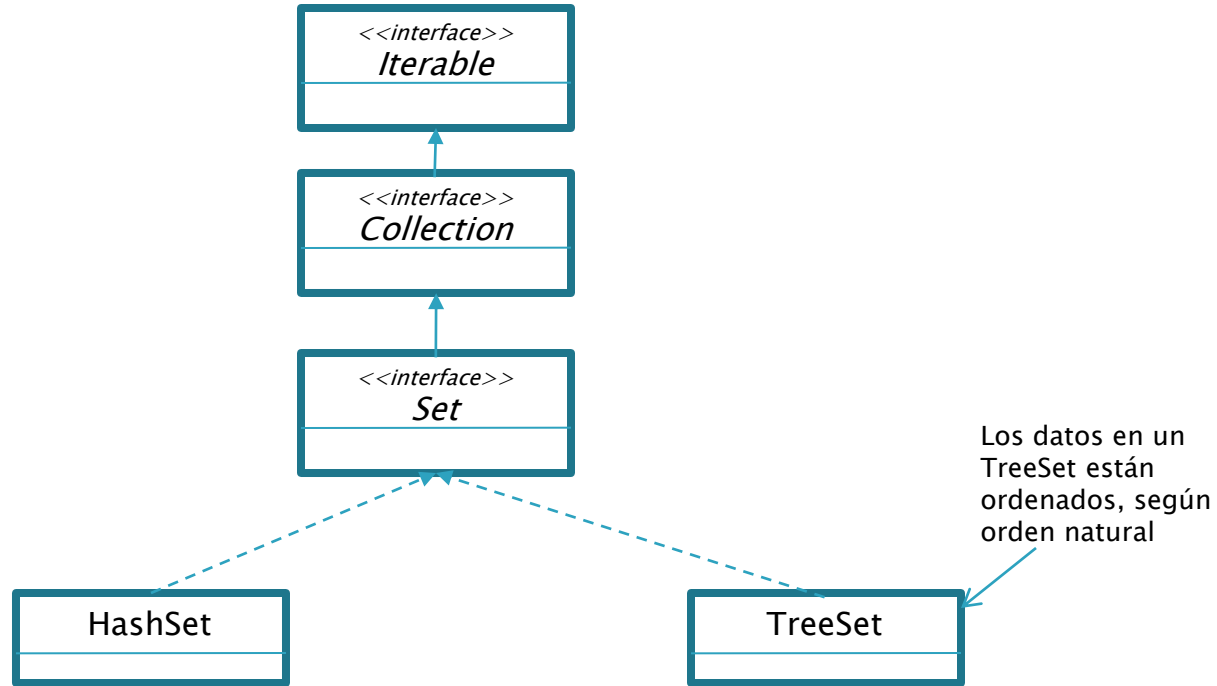 <<interface>>
Iterable
<<interface>>
Collection
<<interface>>
Set
Los datos en un
TreeSet están
ordenados, según
orden natural
HashSet
TreeSet